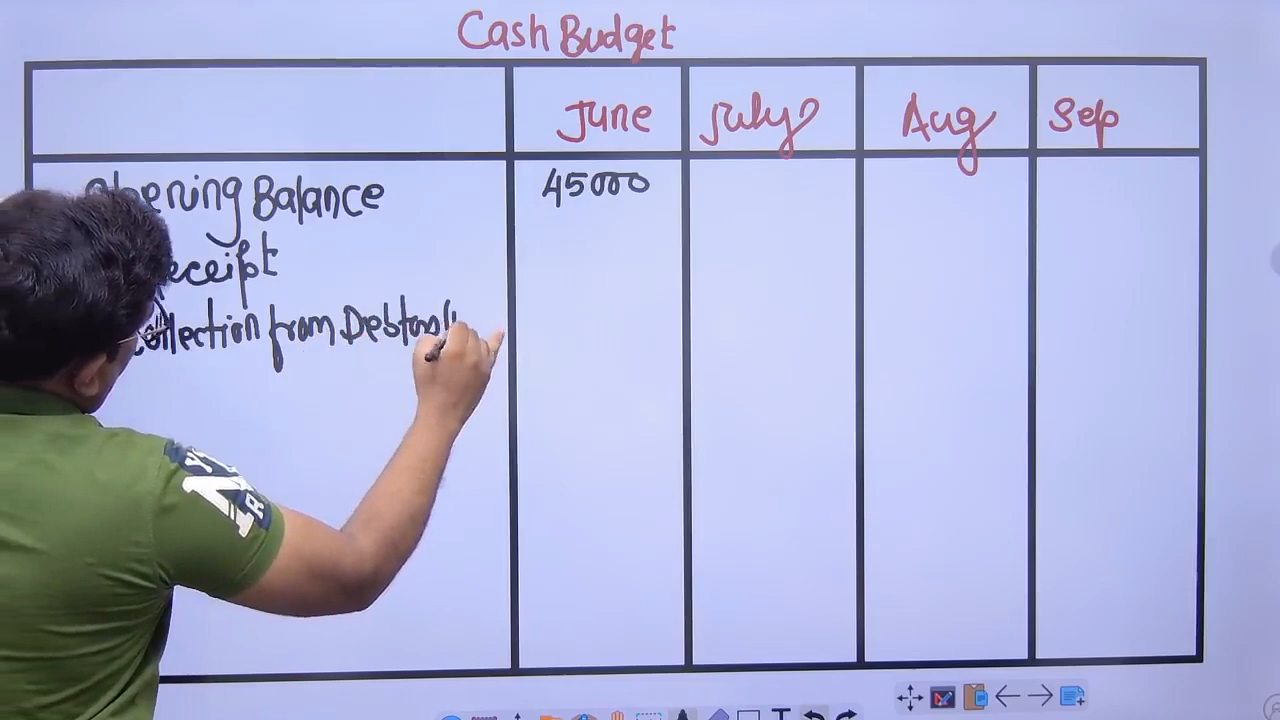 Cash Budget
June July Aug Sep
Opening Balance 45000
Receipt
Collection from Debtors (